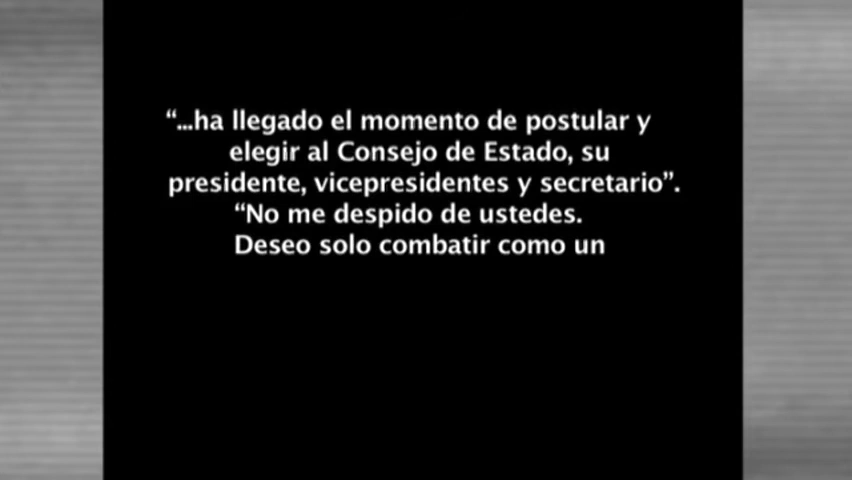 “...ha llegado el momento de postular y
elegir al Consejo de Estado, su
presidente, vicepresidentes y secretario”.
“No me despido de ustedes.
Deseo solo combatir como un